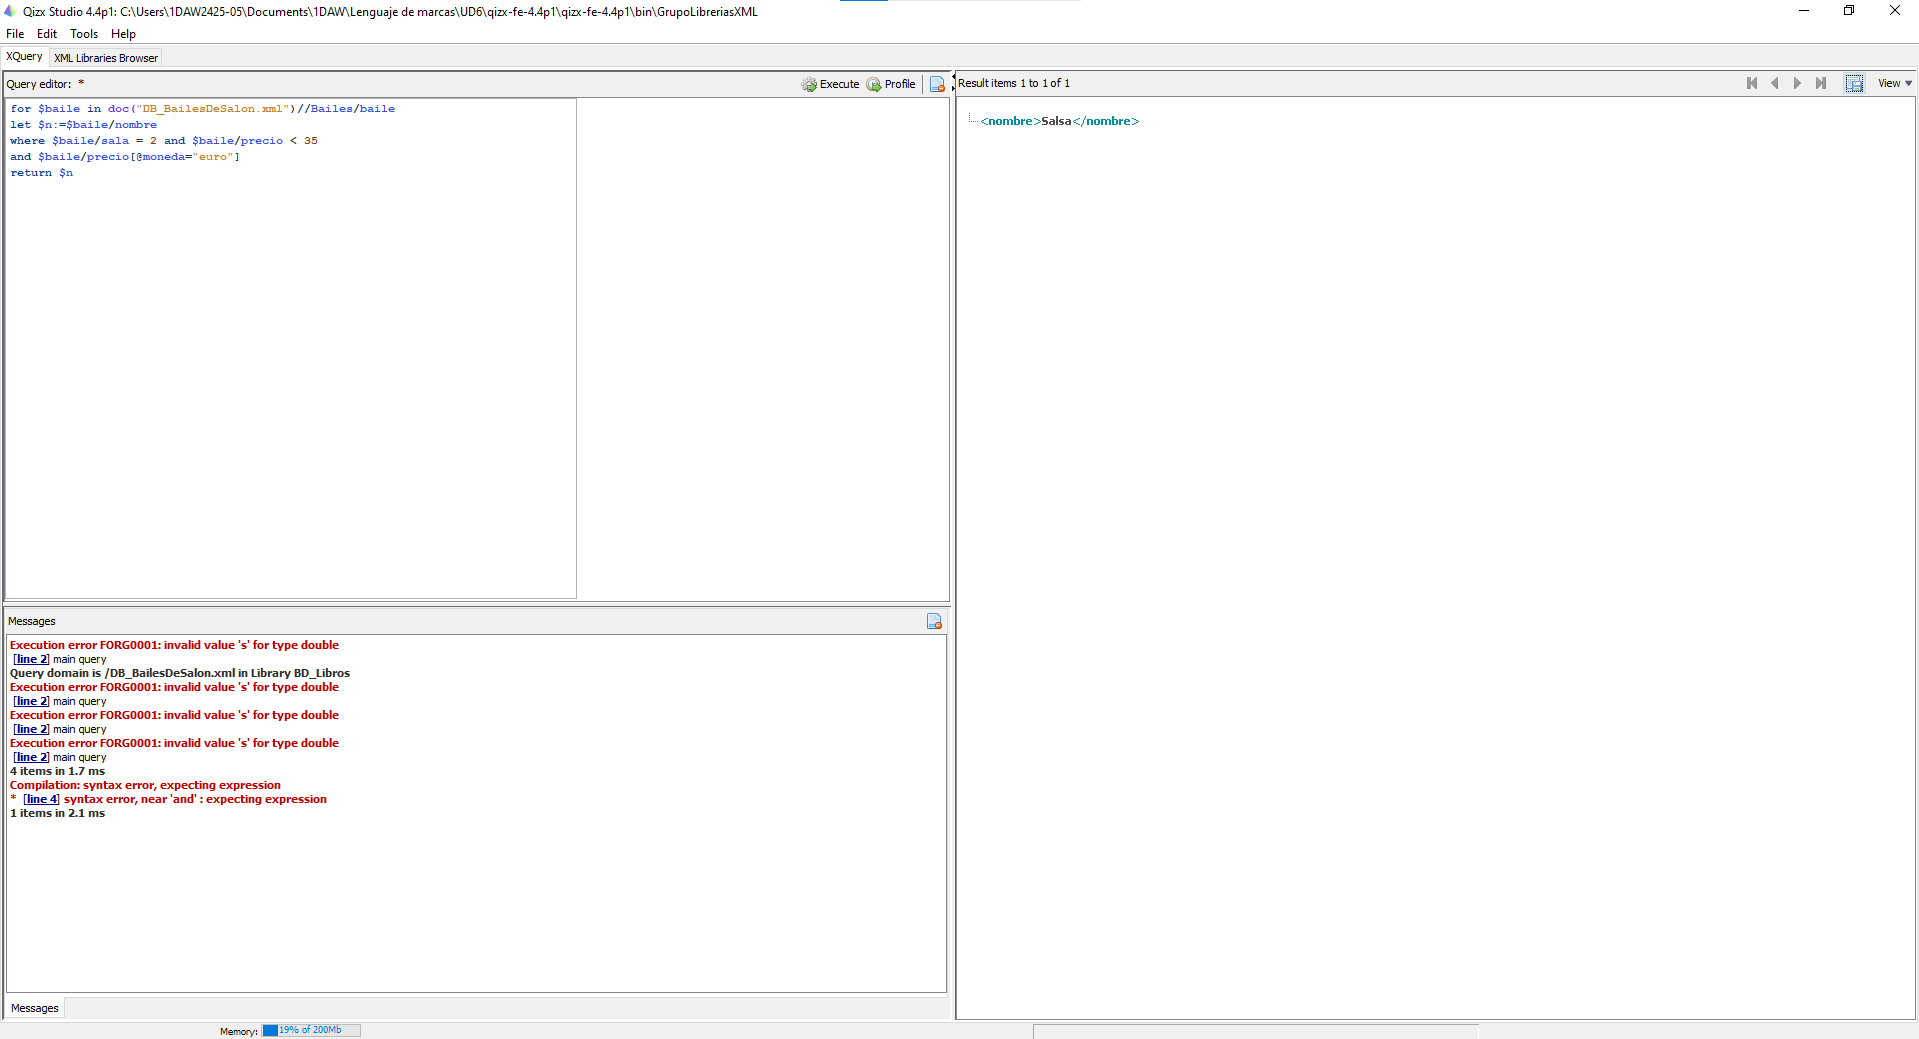 Qizx Studio 4.4p1: C:\Users\1DAW2425-05\Documents\1DAW\Lenguaje de marcas\UD6\qizx-fe-4.4p1\qizx-fe-4.4p1\bin\GrupoLibreriasXML
File Edit Tools Help
XQuery XML Libraries Browser
Query editor: * Execute Profile
for $baile in doc("DB_BailesDeSalon.xml")//Bailes/baile
let $n:=$baile/nombre
where $baile/sala = 2 and $baile/precio < 35
and $baile/precio[@moneda="euro"]
return $n
Messages
Execution error FORG0001: invalid value 's' for type double
[line 2] main query
Query domain is /DB_BailesDeSalon.xml in Library BD_Libros
Execution error FORG0001: invalid value 's' for type double
[line 2] main query
Execution error FORG0001: invalid value 's' for type double
[line 2] main query
Execution error FORG0001: invalid value 's' for type double
[line 2] main query
4 items in 1.7 ms
Compilation: syntax error, expecting expression
* [line 4] syntax error, near 'and' : expecting expression
1 items in 2.1 ms
Messages
Memory: 19% of 200Mb
Result items 1 to 1 of 1 View
<nombre>Salsa</nombre>